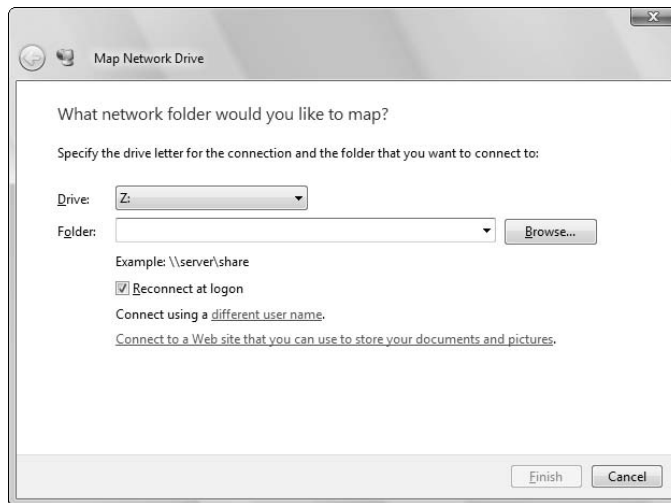 X
Map Network Drive
What network folder would you like to map?
Specify the drive letter for the connection and the folder that you want to connect to:
Drive: Z:
Folder: Browse...
Example: \\server\share
Reconnect at logon
Connect using a different user name.
Connect to a Web site that you can use to store your documents and pictures.
Finish Cancel